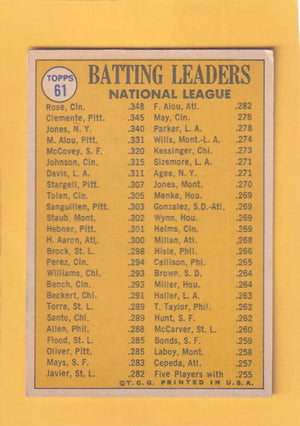 TOPPS
61
BATTING LEADERS
NATIONAL LEAGUE
Rose, Cin. .348 F. Alou, Atl. .282
Clemente, Pitt. .345 May, Cin. .278
Jones, N. Y. .340 Parker, L. A. .278
M. Alou, Pitt. .331 Wills, Mont.-L. A. .274
McCovey, S. F. .320 Kessinger, Chi. .273
Johnson, Cin. .315 Sizemore, L. A. .271
Davis, L. A. .311 Agee, N. Y. .271
Stargell, Pitt. .307 Jones, Mont. .270
Tolan, Cin. .305 Menke, Hou. .269
Sanguillen, Pitt. .303 Gonzalez, S.D.-Atl. .269
Staub, Mont. .302 Wynn, Hou. .269
Hebner, Pitt. .301 Helms, Cin. .269
H. Aaron, Atl. .300 Millan, Atl. .267
Brock, St. L. .298 Hisle, Phil. .266
Perez, Cin. .294 Callison, Phil. .265
Williams, Chi. .293 Brown, S. D. .264
Bench, Cin. .293 Miller, Hou. .264
Beckert, Chi. .291 Haller, L. A. .263
Torre, St. L. .289 T. Taylor, Phil. .262
Santo, Chi. .289 Hunt, S. F. .262
Allen, Phil. .288 McCarver, St. L. .260
Flood, St. L. .285 Bonds, S. F. .259
Oliver, Pitt. .285 Laboy, Mont. .258
Mays, S. F. .283 Cepeda, Atl. .257
Javier, St. L. .282 Five Players with .255
© T. C. G. PRINTED IN U. S. A.